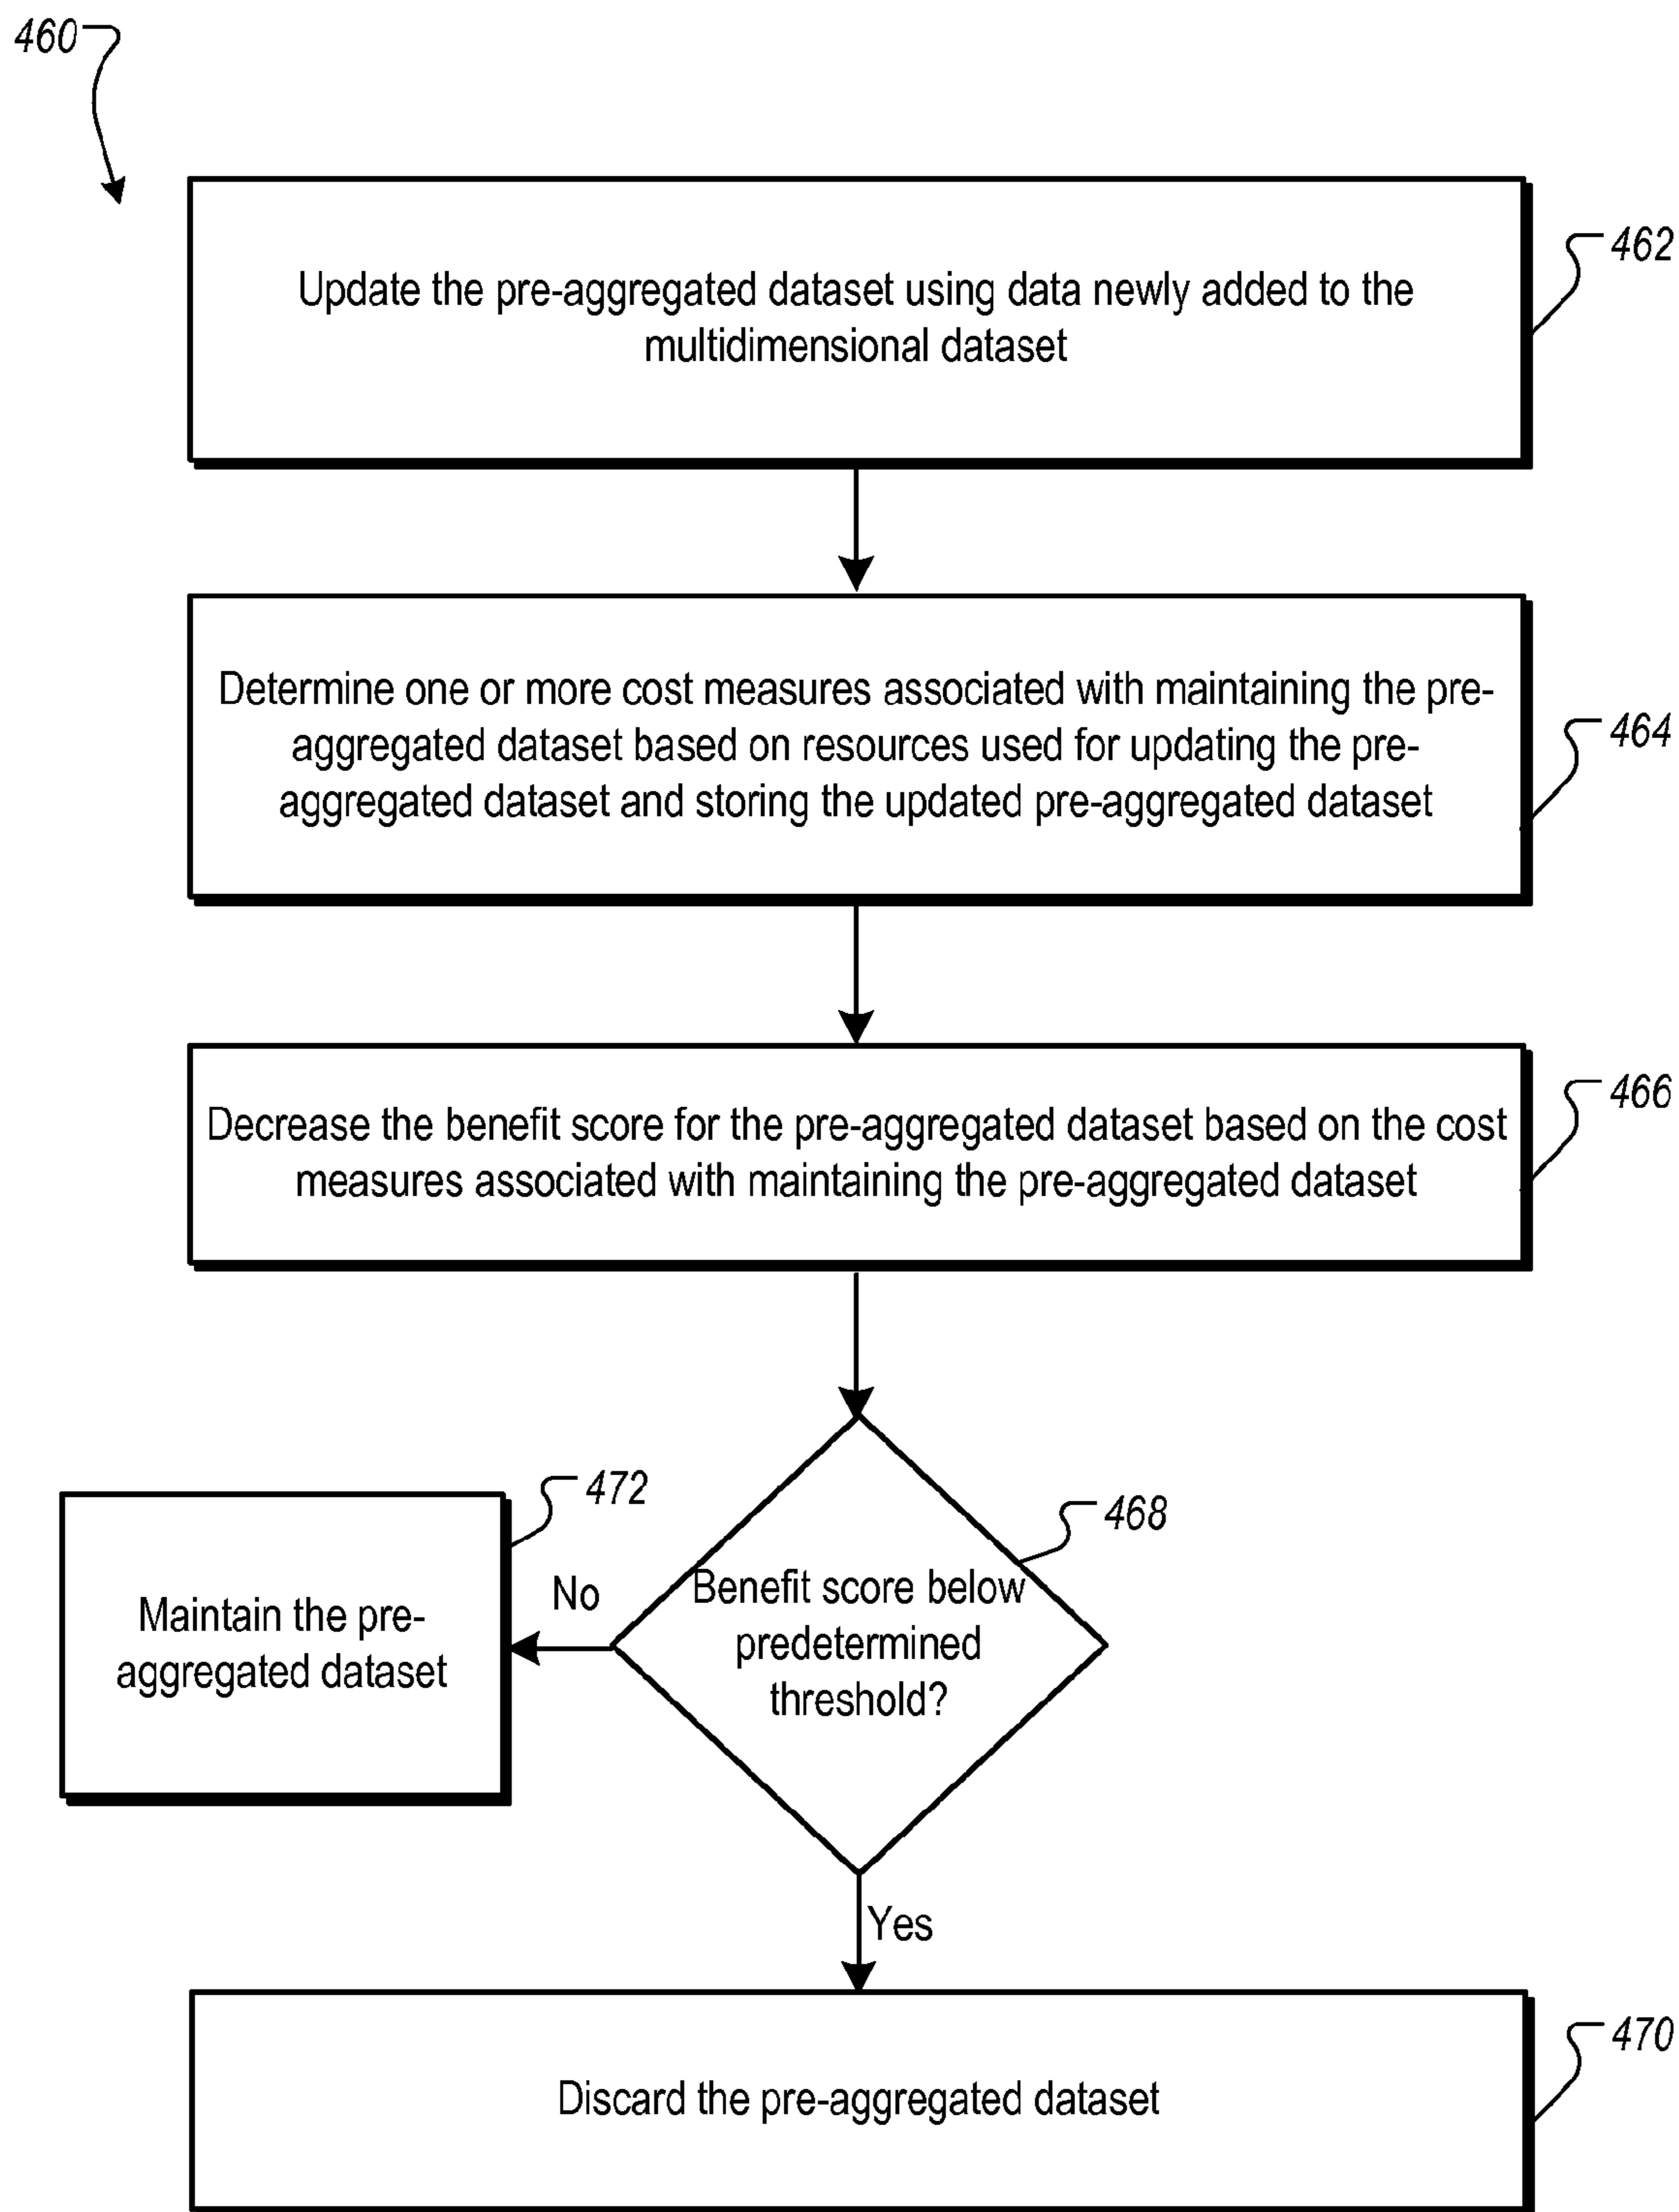 460
462
Update the pre-aggregated dataset using data newly added to the
multidimensional dataset
464
Determine one or more cost measures associated with maintaining the pre-
aggregated dataset based on resources used for updating the pre-
aggregated dataset and storing the updated pre-aggregated dataset
466
Decrease the benefit score for the pre-aggregated dataset based on the cost
measures associated with maintaining the pre-aggregated dataset
472
468
No
Benefit score below
predetermined
threshold?
Maintain the pre-
aggregated dataset
Yes
470
Discard the pre-aggregated dataset